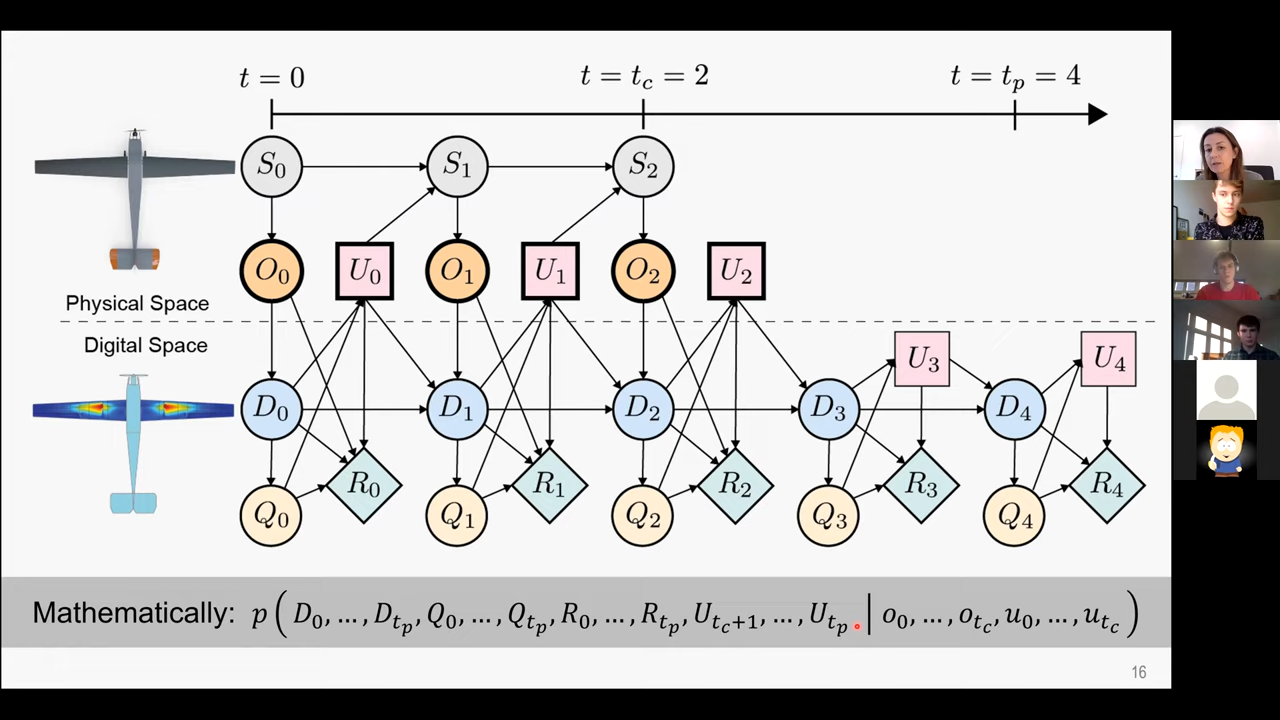 t = 0 t = t_c = 2 t = t_p = 4
S_0 S_1 S_2
O_0 U_0 O_1 U_1 O_2 U_2
Physical Space
Digital Space
U_3 U_4
D_0 D_1 D_2 D_3 D_4
R_0 R_1 R_2 R_3 R_4
Q_0 Q_1 Q_2 Q_3 Q_4
Mathematically: p( D_0, …, D_{t_p}, Q_0, …, Q_{t_p}, R_0, …, R_{t_p}, U_{t_c+1}, …, U_{t_p} | o_0, …, o_{t_c}, u_0, …, u_{t_c} )
16